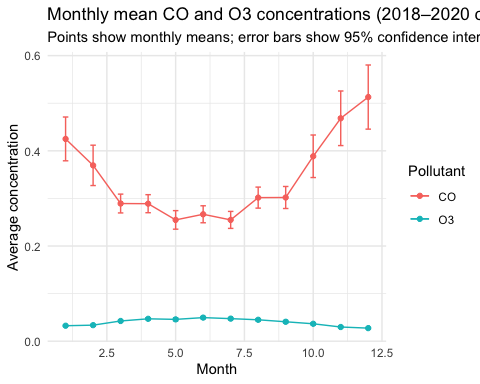 Monthly mean CO and O3 concentrations (2018–2020 c
Points show monthly means; error bars show 95% confidence inter
Average concentration
0.6
0.4
0.2
0.0
2.5 5.0 7.5 10.0 12.5
Month
Pollutant
CO
O3